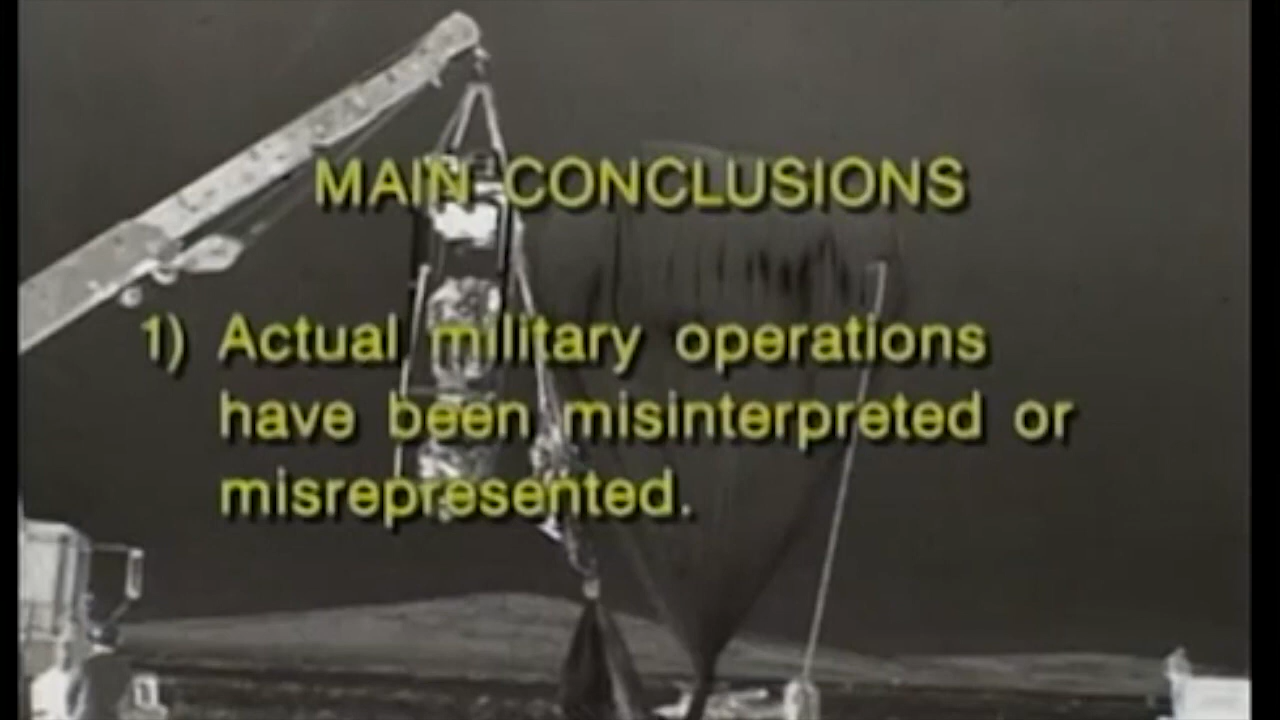 MAIN CONCLUSIONS
1) Actual military operations
have been misinterpreted or
misrepresented.